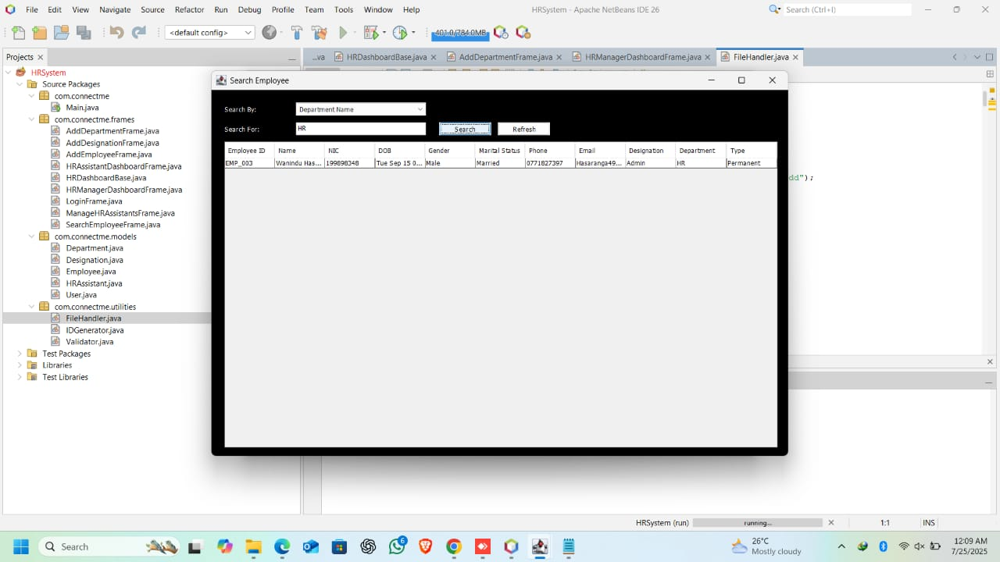 File Edit View Navigate Source Refactor Run Debug Profile Team Tools Window Help
HRSystem - Apache NetBeans IDE 26
Search (Ctrl+I)
<default config>
401.0/784.0MB
Projects
...va HRDashboardBase.java AddDepartmentFrame.java HRManagerDashboardFrame.java FileHandler.java
HRSystem
Source Packages
com.connectme
Main.java
com.connectme.frames
AddDepartmentFrame.java
AddDesignationFrame.java
AddEmployeeFrame.java
HRAssistantDashboardFrame.java
HRDashboardBase.java
HRManagerDashboardFrame.java
LoginFrame.java
ManageHRAssistantsFrame.java
SearchEmployeeFrame.java
com.connectme.models
Department.java
Designation.java
Employee.java
HRAssistant.java
User.java
com.connectme.utilities
FileHandler.java
IDGenerator.java
Validator.java
Test Packages
Libraries
Test Libraries
Search Employee
Search By: Department Name
Search For: HR Search Refresh
Employee ID Name NIC DOB Gender Marital Status Phone Email Designation Department Type
EMP_003 Wanindu Has... 199898348 Tue Sep 15 0... Male Married 0771827397 Hasaranga49... Admin HR Permanent
dd");
HRSystem (run) running... 1:1 INS
Search
6
26°C
Mostly cloudy
12:09 AM
7/25/2025